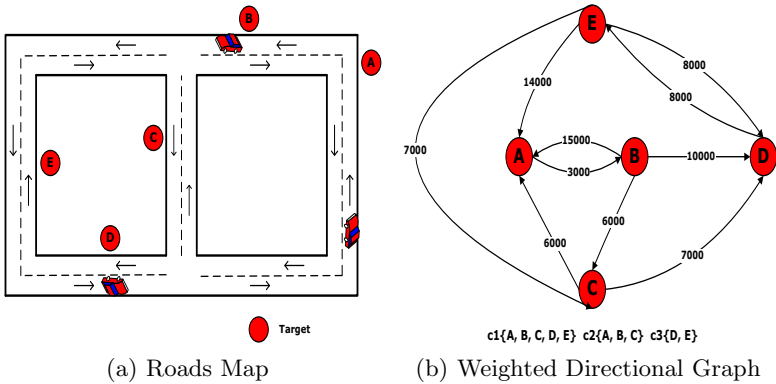 B
A
C
E
D
Target
(a) Roads Map
E
14000
8000
8000
7000
15000
A
B
D
3000
10000
6000
6000
7000
C
c1{A, B, C, D, E} c2{A, B, C} c3{D, E}
(b) Weighted Directional Graph